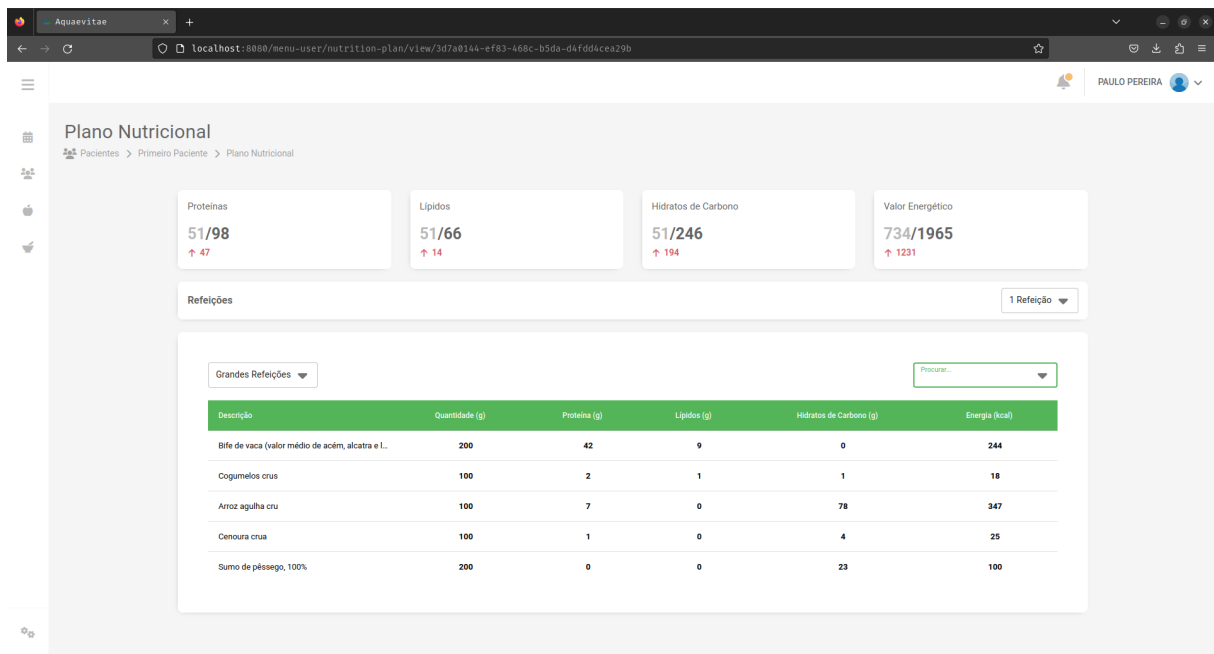 Aquaevitae
localhost:8080/menu-user/nutrition-plan/view/3d7a0144-ef83-468c-b5da-d4fdd4cea29b
PAULO PEREIRA
Plano Nutricional
Pacientes > Primeiro Paciente > Plano Nutricional
Proteínas Lípidos Hidratos de Carbono Valor Energético
51/98 51/66 51/246 734/1965
↑ 47 ↑ 14 ↑ 194 ↑ 1231
Refeições 1 Refeição
Grandes Refeições Procurar...
Descrição Quantidade (g) Proteína (g) Lípidos (g) Hidratos de Carbono (g) Energia (kcal)
Bife de vaca (valor médio de acém, alcatra e l... 200 42 9 0 244
Cogumelos crus 100 2 1 1 18
Arroz agulha cru 100 7 0 78 347
Cenoura crua 100 1 0 4 25
Sumo de pêssego, 100% 200 0 0 23 100